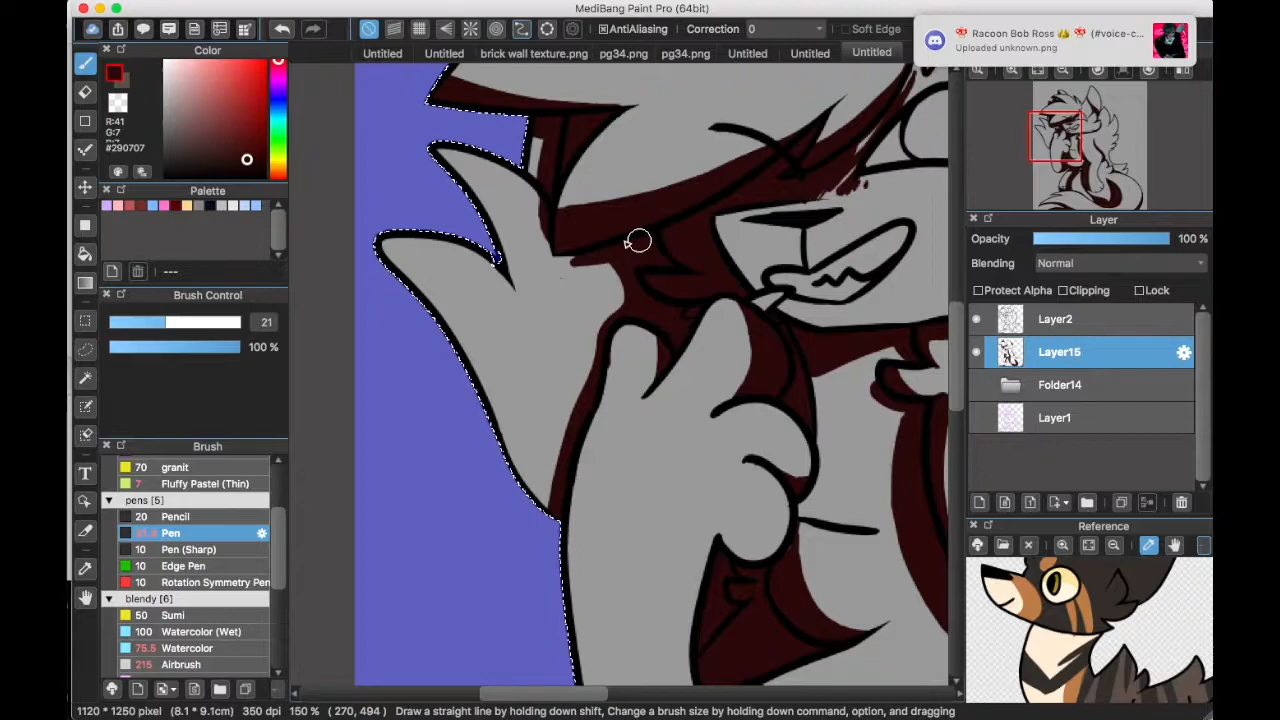 MediBang Paint Pro (64bit)
AntiAliasing Correction 0 Soft Edge
Untitled Untitled brick wall texture.png pg34.png pg34.png Untitled Untitled Untitled
Racoon Bob Ross (#voice-c...
Uploaded unknown.png
Color
R:41
G:7
#290707
Palette
---
Brush Control
21
100 %
Brush
70 granit
7 Fluffy Pastel (Thin)
pens [5]
20 Pencil
Pen
10 Pen (Sharp)
10 Edge Pen
10 Rotation Symmetry Pen
blendy [6]
50 Sumi
100 Watercolor (Wet)
75.5 Watercolor
215 Airbrush
T
Layer
Opacity 100 %
Blending Normal
Protect Alpha Clipping Lock
Layer2
Layer15
Folder14
Layer1
Reference
1120 * 1250 pixel (8.1 * 9.1cm) 350 dpi 150 % ( 270, 494 ) Draw a straight line by holding down shift, Change a brush size by holding down command, option, and dragging